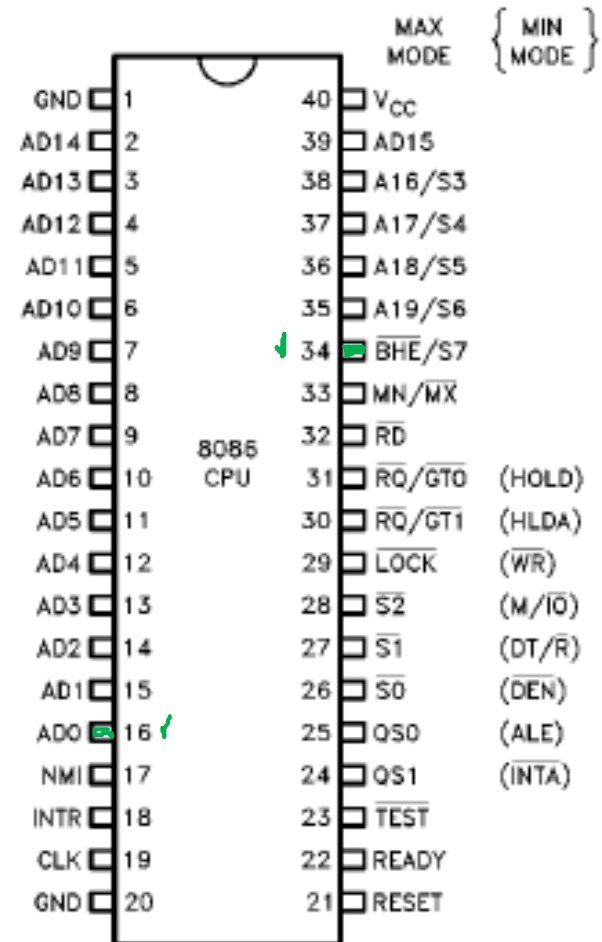 MAX MIN
MODE MODE
GND 1 40 VCC
AD14 2 39 AD15
AD13 3 38 A16/S3
AD12 4 37 A17/S4
AD11 5 36 A18/S5
AD10 6 35 A19/S6
AD9 7 34 BHE/S7
AD8 8 33 MN/MX
AD7 9 32 RD
8086
AD6 10 CPU 31 RQ/GT0 (HOLD)
AD5 11 30 RQ/GT1 (HLDA)
AD4 12 29 LOCK (WR)
AD3 13 28 S2 (M/IO)
AD2 14 27 S1 (DT/R)
AD1 15 26 S0 (DEN)
AD0 16 25 QS0 (ALE)
NMI 17 24 QS1 (INTA)
INTR 18 23 TEST
CLK 19 22 READY
GND 20 21 RESET